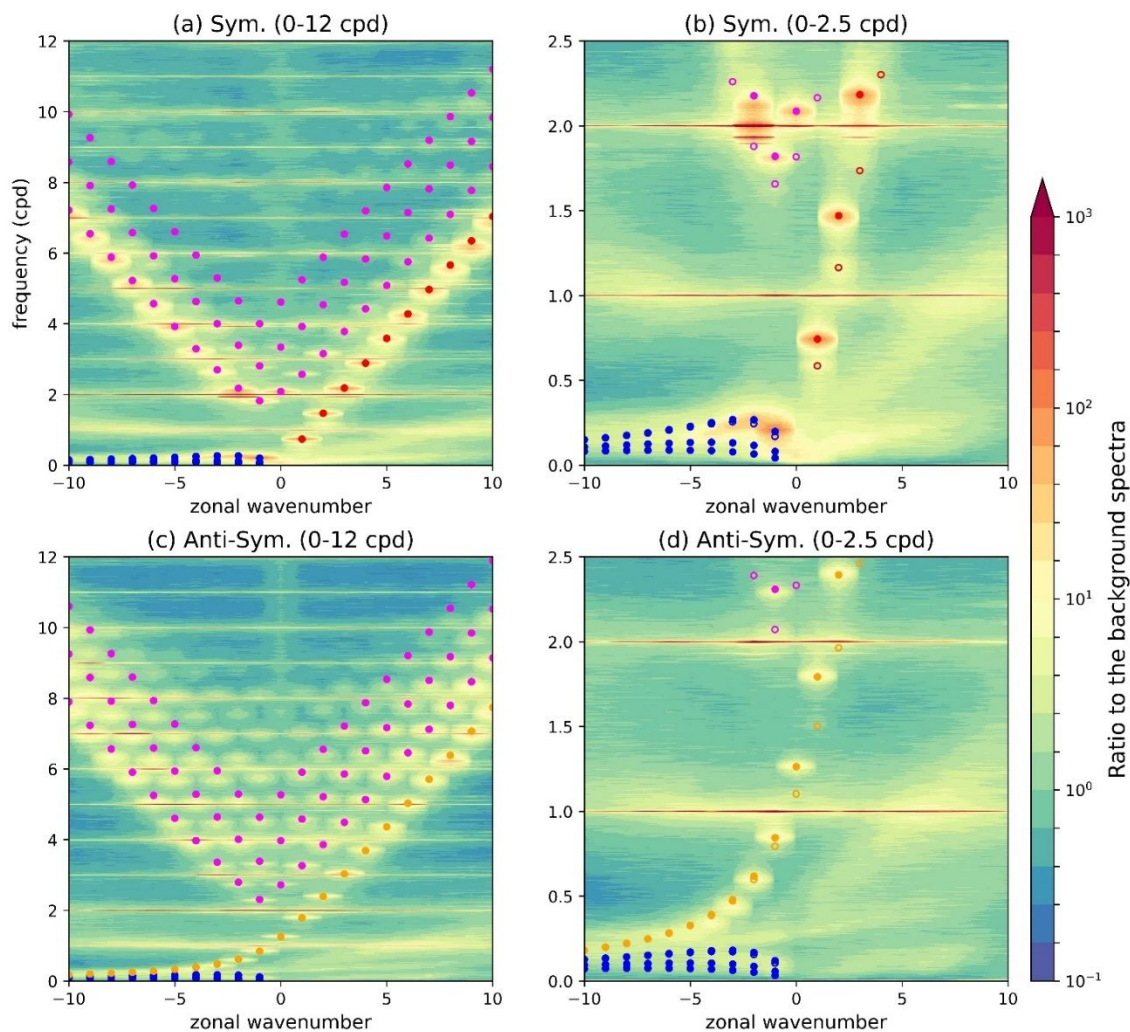 (a) Sym. (0-12 cpd)
12
10
8
6
4
2
0
frequency (cpd)
−10 −5 0 5 10
zonal wavenumber
(b) Sym. (0-2.5 cpd)
2.5
2.0
1.5
1.0
0.5
0.0
−10 −5 0 5 10
zonal wavenumber
(c) Anti-Sym. (0-12 cpd)
12
10
8
6
4
2
0
−10 −5 0 5 10
zonal wavenumber
(d) Anti-Sym. (0-2.5 cpd)
2.5
2.0
1.5
1.0
0.5
0.0
−10 −5 0 5 10
zonal wavenumber
10³
10²
10¹
10⁰
10⁻¹
Ratio to the background spectra